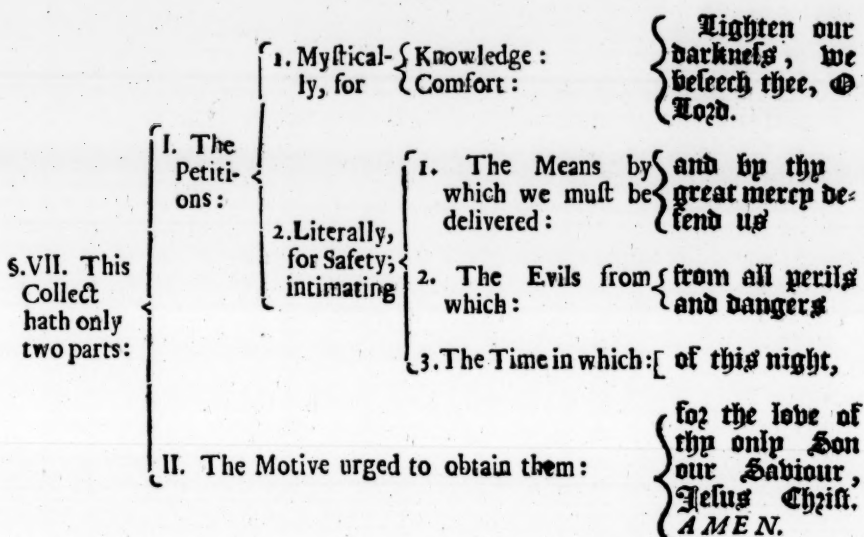 §.VII. This
Collect
hath only
two parts:
I. The
Petiti-
ons:
1. Myſtical-
ly, for
Knowledge:
Comfort:
Lighten our
darkneſs, we
beſeech thee, O
Lord.
2. Literally,
for Safety;
intimating
1. The Means by
which we muſt be
delivered:
and by thy
great mercy de-
fend us
2. The Evils from
which:
from all perils
and dangers
3. The Time in which:
of this night,
II. The Motive urged to obtain them:
foꝛ the love of
thy only Son
our Saviour,
Jeſus Chꝛiſt.
AMEN.